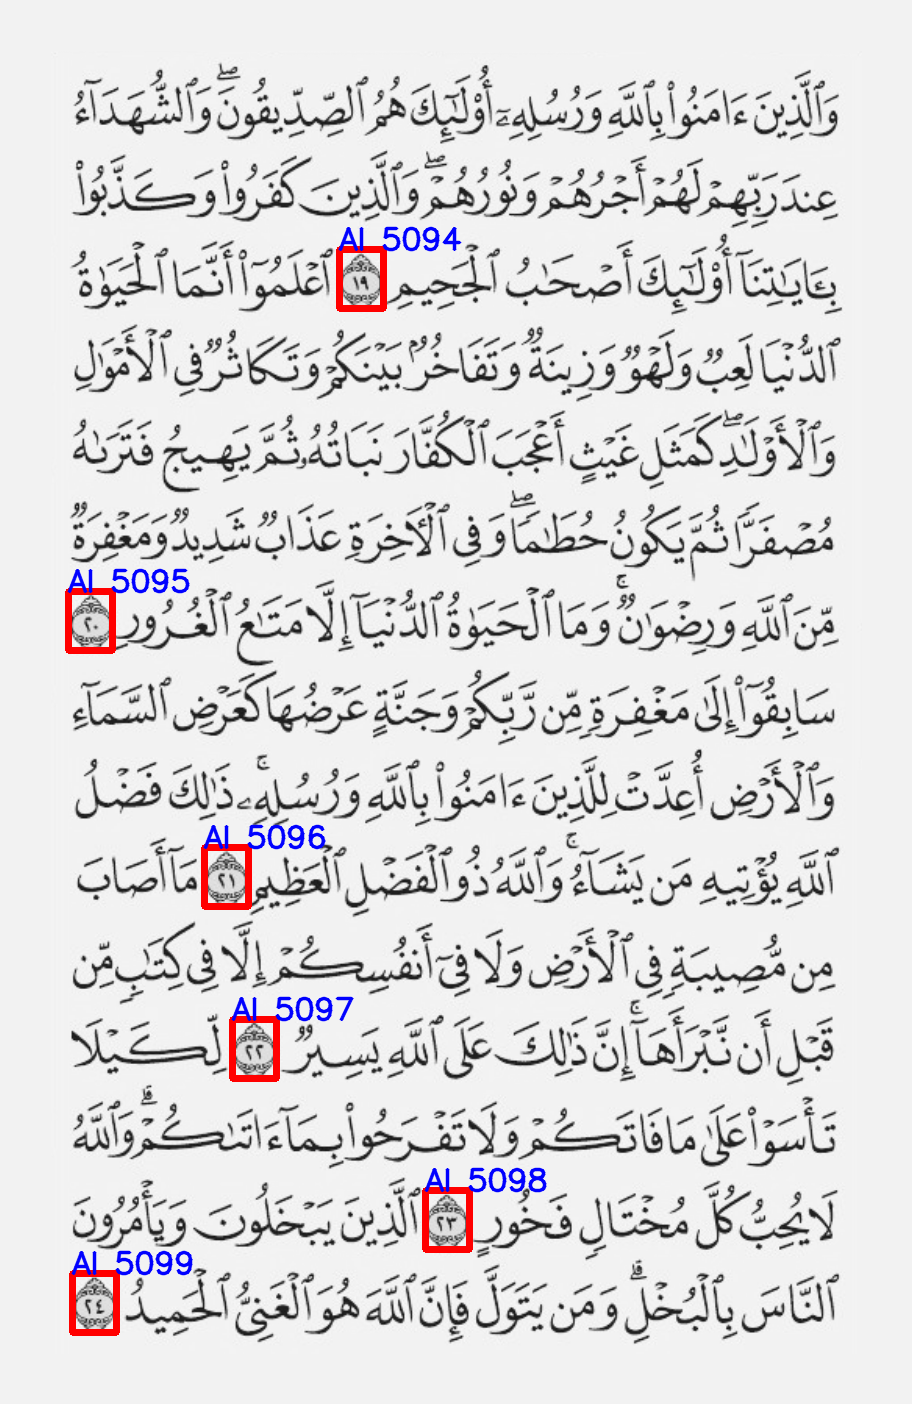 وَٱلَّذِينَ ءَامَنُوا۟ بِٱللَّهِ وَرُسُلِهِۦٓ أُو۟لَـٰٓئِكَ هُمُ ٱلصِّدِّيقُونَ ۖ وَٱلشُّهَدَآءُ
عِندَ رَبِّهِمْ لَهُمْ أَجْرُهُمْ وَنُورُهُمْ ۖ وَٱلَّذِينَ كَفَرُوا۟ وَكَذَّبُوا۟
AI 5094
بِـَٔايَـٰتِنَآ أُو۟لَـٰٓئِكَ أَصْحَـٰبُ ٱلْجَحِيمِ ١٩ ٱعْلَمُوٓا۟ أَنَّمَا ٱلْحَيَوٰةُ
ٱلدُّنْيَا لَعِبٌ وَلَهْوٌ وَزِينَةٌ وَتَفَاخُرٌۢ بَيْنَكُمْ وَتَكَاثُرٌ فِى ٱلْأَمْوَٰلِ
وَٱلْأَوْلَـٰدِ ۖ كَمَثَلِ غَيْثٍ أَعْجَبَ ٱلْكُفَّارَ نَبَاتُهُۥ ثُمَّ يَهِيجُ فَتَرَىٰهُ
مُصْفَرًّا ثُمَّ يَكُونُ حُطَـٰمًا ۖ وَفِى ٱلْـَٔاخِرَةِ عَذَابٌ شَدِيدٌ وَمَغْفِرَةٌ
AI 5095
مِّنَ ٱللَّهِ وَرِضْوَٰنٌ ۚ وَمَا ٱلْحَيَوٰةُ ٱلدُّنْيَآ إِلَّا مَتَـٰعُ ٱلْغُرُورِ ٢٠
سَابِقُوٓا۟ إِلَىٰ مَغْفِرَةٍ مِّن رَّبِّكُمْ وَجَنَّةٍ عَرْضُهَا كَعَرْضِ ٱلسَّمَآءِ
وَٱلْأَرْضِ أُعِدَّتْ لِلَّذِينَ ءَامَنُوا۟ بِٱللَّهِ وَرُسُلِهِۦ ۚ ذَٰلِكَ فَضْلُ
AI 5096
ٱللَّهِ يُؤْتِيهِ مَن يَشَآءُ ۚ وَٱللَّهُ ذُو ٱلْفَضْلِ ٱلْعَظِيمِ ٢١ مَآ أَصَابَ
مِن مُّصِيبَةٍ فِى ٱلْأَرْضِ وَلَا فِىٓ أَنفُسِكُمْ إِلَّا فِى كِتَـٰبٍ مِّن
AI 5097
قَبْلِ أَن نَّبْرَأَهَآ ۚ إِنَّ ذَٰلِكَ عَلَى ٱللَّهِ يَسِيرٌ ٢٢ لِّكَيْلَا
تَأْسَوْا۟ عَلَىٰ مَا فَاتَكُمْ وَلَا تَفْرَحُوا۟ بِمَآ ءَاتَىٰكُمْ ۗ وَٱللَّهُ
AI 5098
لَا يُحِبُّ كُلَّ مُخْتَالٍ فَخُورٍ ٢٣ ٱلَّذِينَ يَبْخَلُونَ وَيَأْمُرُونَ
AI 5099
ٱلنَّاسَ بِٱلْبُخْلِ ۗ وَمَن يَتَوَلَّ فَإِنَّ ٱللَّهَ هُوَ ٱلْغَنِىُّ ٱلْحَمِيدُ ٢٤